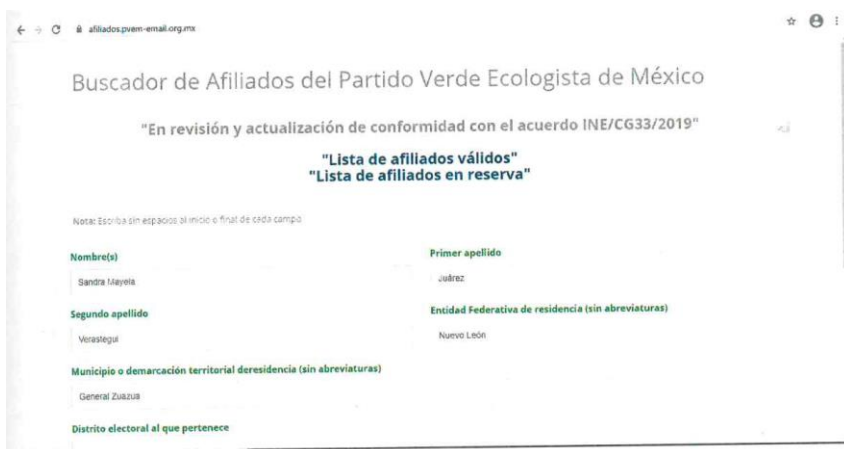 afiliados.pvem-email.org.mx
Buscador de Afiliados del Partido Verde Ecologista de México
"En revisión y actualización de conformidad con el acuerdo INE/CG33/2019"
"Lista de afiliados válidos"
"Lista de afiliados en reserva"
Nota: Escriba sin espacios al inicio o final de cada campo
Nombre(s)
Sandra Mayela
Primer apellido
Juárez
Segundo apellido
Verastegui
Entidad Federativa de residencia (sin abreviaturas)
Nuevo León
Municipio o demarcación territorial deresidencia (sin abreviaturas)
General Zuazua
Distrito electoral al que pertenece